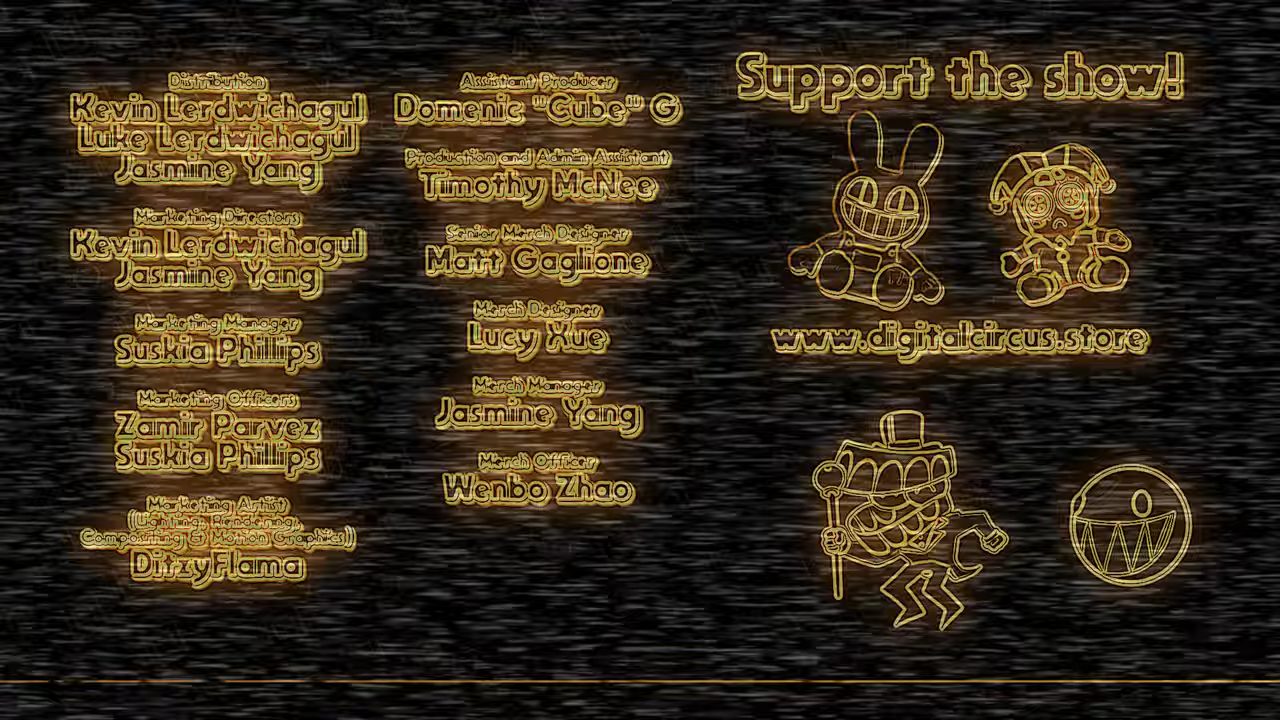 Distribution
Kevin Lerdwichagul
Luke Lerdwichagul
Jasmine Yang
Marketing Directors
Kevin Lerdwichagul
Jasmine Yang
Marketing Manager
Suskia Phillips
Marketing Officers
Zamir Parvez
Suskia Phillips
Marketing Artist
(Lighting, Rendering,
Compositing & Motion Graphics)
DitzyFlama
Assistant Producer
Domenic "Cube" G
Production and Admin Assistant
Timothy McNee
Senior Merch Designer
Matt Gaglione
Merch Designer
Lucy Xue
Merch Manager
Jasmine Yang
Merch Officer
Wenbo Zhao
Support the show!
www.digitalcircus.store